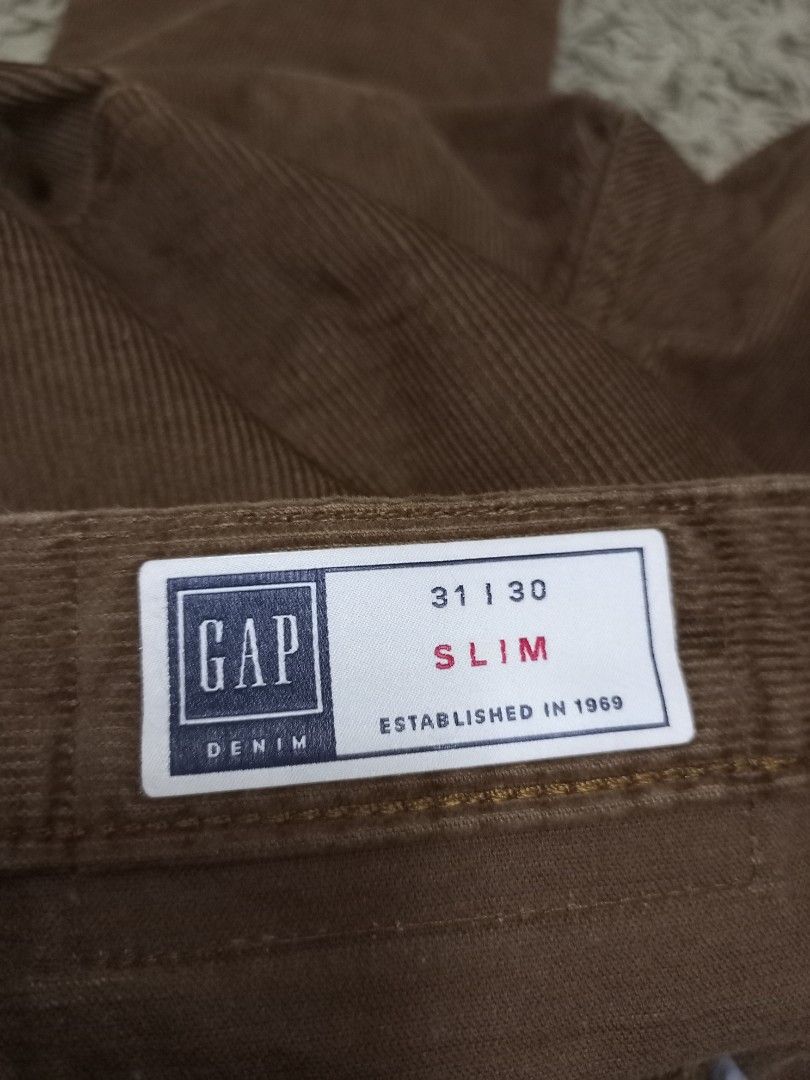 GAP
DENIM
31 | 30
SLIM
ESTABLISHED IN 1969